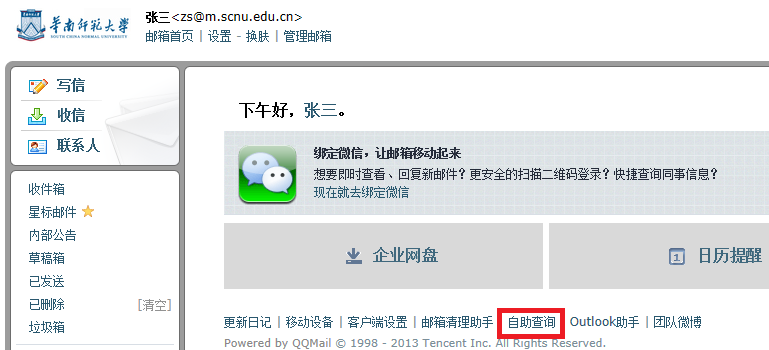 華南師範大學
SOUTH CHINA NORMAL UNIVERSITY
张三<zs@m.scnu.edu.cn>
邮箱首页 | 设置 - 换肤 | 管理邮箱
写信
收信
联系人
收件箱
星标邮件
内部公告
草稿箱
已发送
已删除 [清空]
垃圾箱
下午好，张三。
绑定微信，让邮箱移动起来
想要即时查看、回复新邮件？更安全的扫描二维码登录？快捷查询同事信息？
现在就去绑定微信
企业网盘
1 日历提醒
更新日记 | 移动设备 | 客户端设置 | 邮箱清理助手 自助查询 Outlook助手 | 团队微博
Powered by QQMail © 1998 - 2013 Tencent Inc. All Rights Reserved.